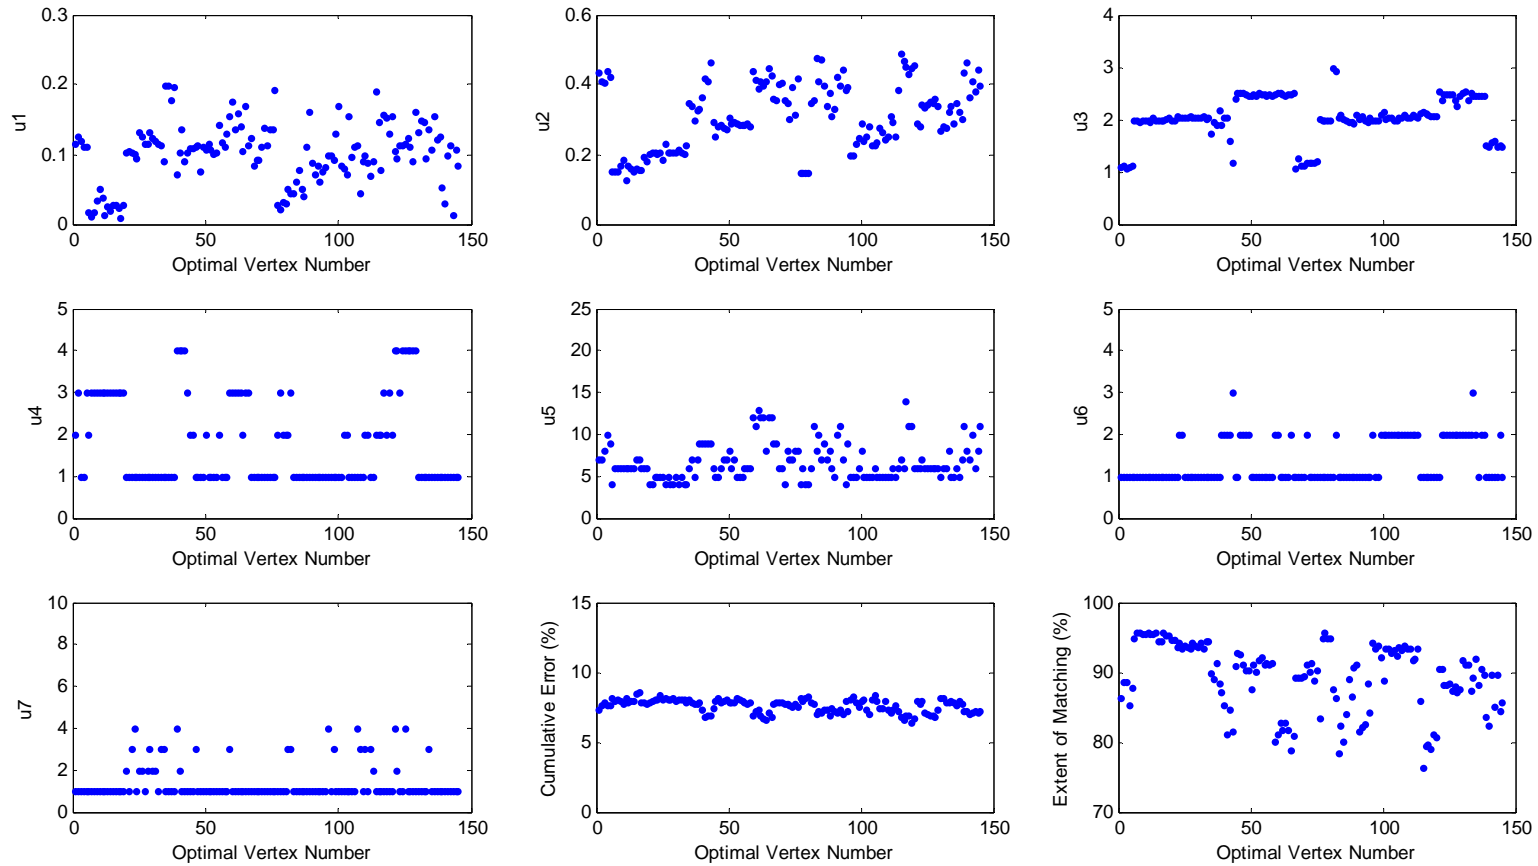 u1
0.3
0.2
0.1
0
0 50 100 150
Optimal Vertex Number
u2
0.6
0.4
0.2
0
0 50 100 150
Optimal Vertex Number
u3
4
3
2
1
0
0 50 100 150
Optimal Vertex Number
u4
5
4
3
2
1
0
0 50 100 150
Optimal Vertex Number
u5
25
20
15
10
5
0
0 50 100 150
Optimal Vertex Number
u6
5
4
3
2
1
0
0 50 100 150
Optimal Vertex Number
u7
10
8
6
4
2
0
0 50 100 150
Optimal Vertex Number
Cumulative Error (%)
15
10
5
0
0 50 100 150
Optimal Vertex Number
Extent of Matching (%)
100
90
80
70
0 50 100 150
Optimal Vertex Number